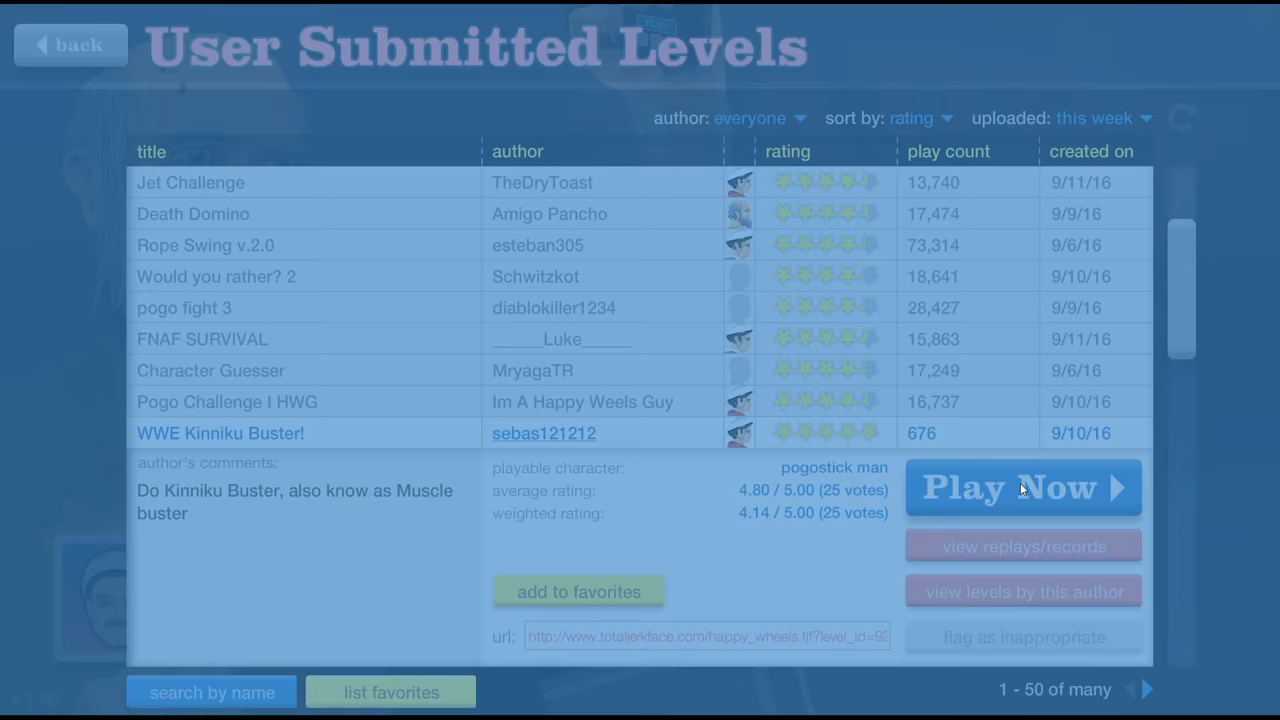 back
User Submitted Levels
author: everyone sort by: rating uploaded: this week
title author rating play count created on
Jet Challenge TheDryToast 13,740 9/11/16
Death Domino Amigo Pancho 17,474 9/9/16
Rope Swing v.2.0 esteban305 73,314 9/6/16
Would you rather? 2 Schwitzkot 18,641 9/10/16
pogo fight 3 diablokiller1234 28,427 9/9/16
FNAF SURVIVAL ______Luke______ 15,863 9/11/16
Character Guesser MryagaTR 17,249 9/6/16
Pogo Challenge I HWG Im A Happy Weels Guy 16,737 9/10/16
WWE Kinniku Buster! sebas121212 676 9/10/16
author's comments:
Do Kinniku Buster, also know as Muscle
buster
playable character: pogostick man
average rating: 4.80 / 5.00 (25 votes)
weighted rating: 4.14 / 5.00 (25 votes)
add to favorites
url: http://www.totaljerkface.com/happy_wheels.tjf?level_id=92
Play Now
view replays/records
view levels by this author
flag as inappropriate
search by name list favorites 1 - 50 of many